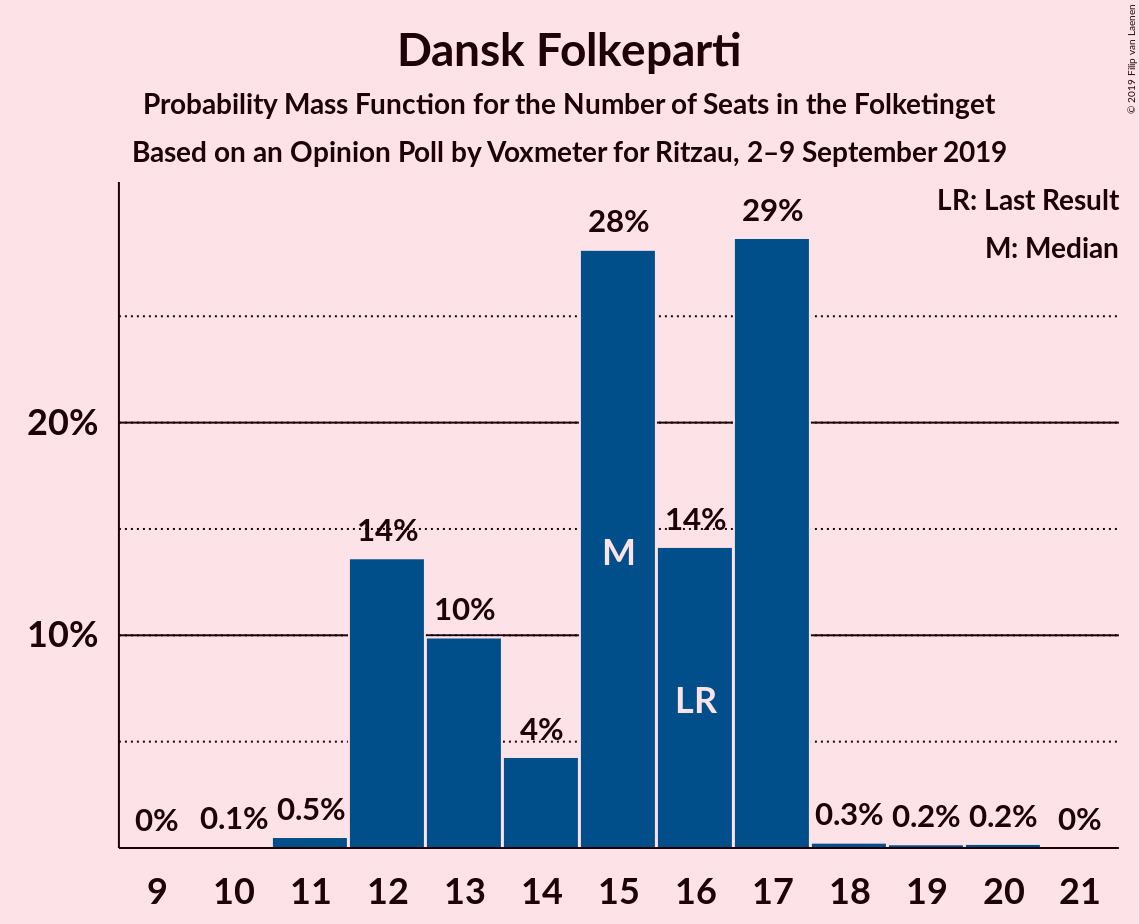 Dansk Folkeparti
Probability Mass Function for the Number of Seats in the Folketinget
Based on an Opinion Poll by Voxmeter for Ritzau, 2–9 September 2019
© 2019 Filip van Laenen
LR: Last Result
M: Median
20%
10%
0%
0.1%
0.5%
14%
10%
4%
28%
14%
29%
0.3%
0.2%
0.2%
0%
M
LR
9 10 11 12 13 14 15 16 17 18 19 20 21